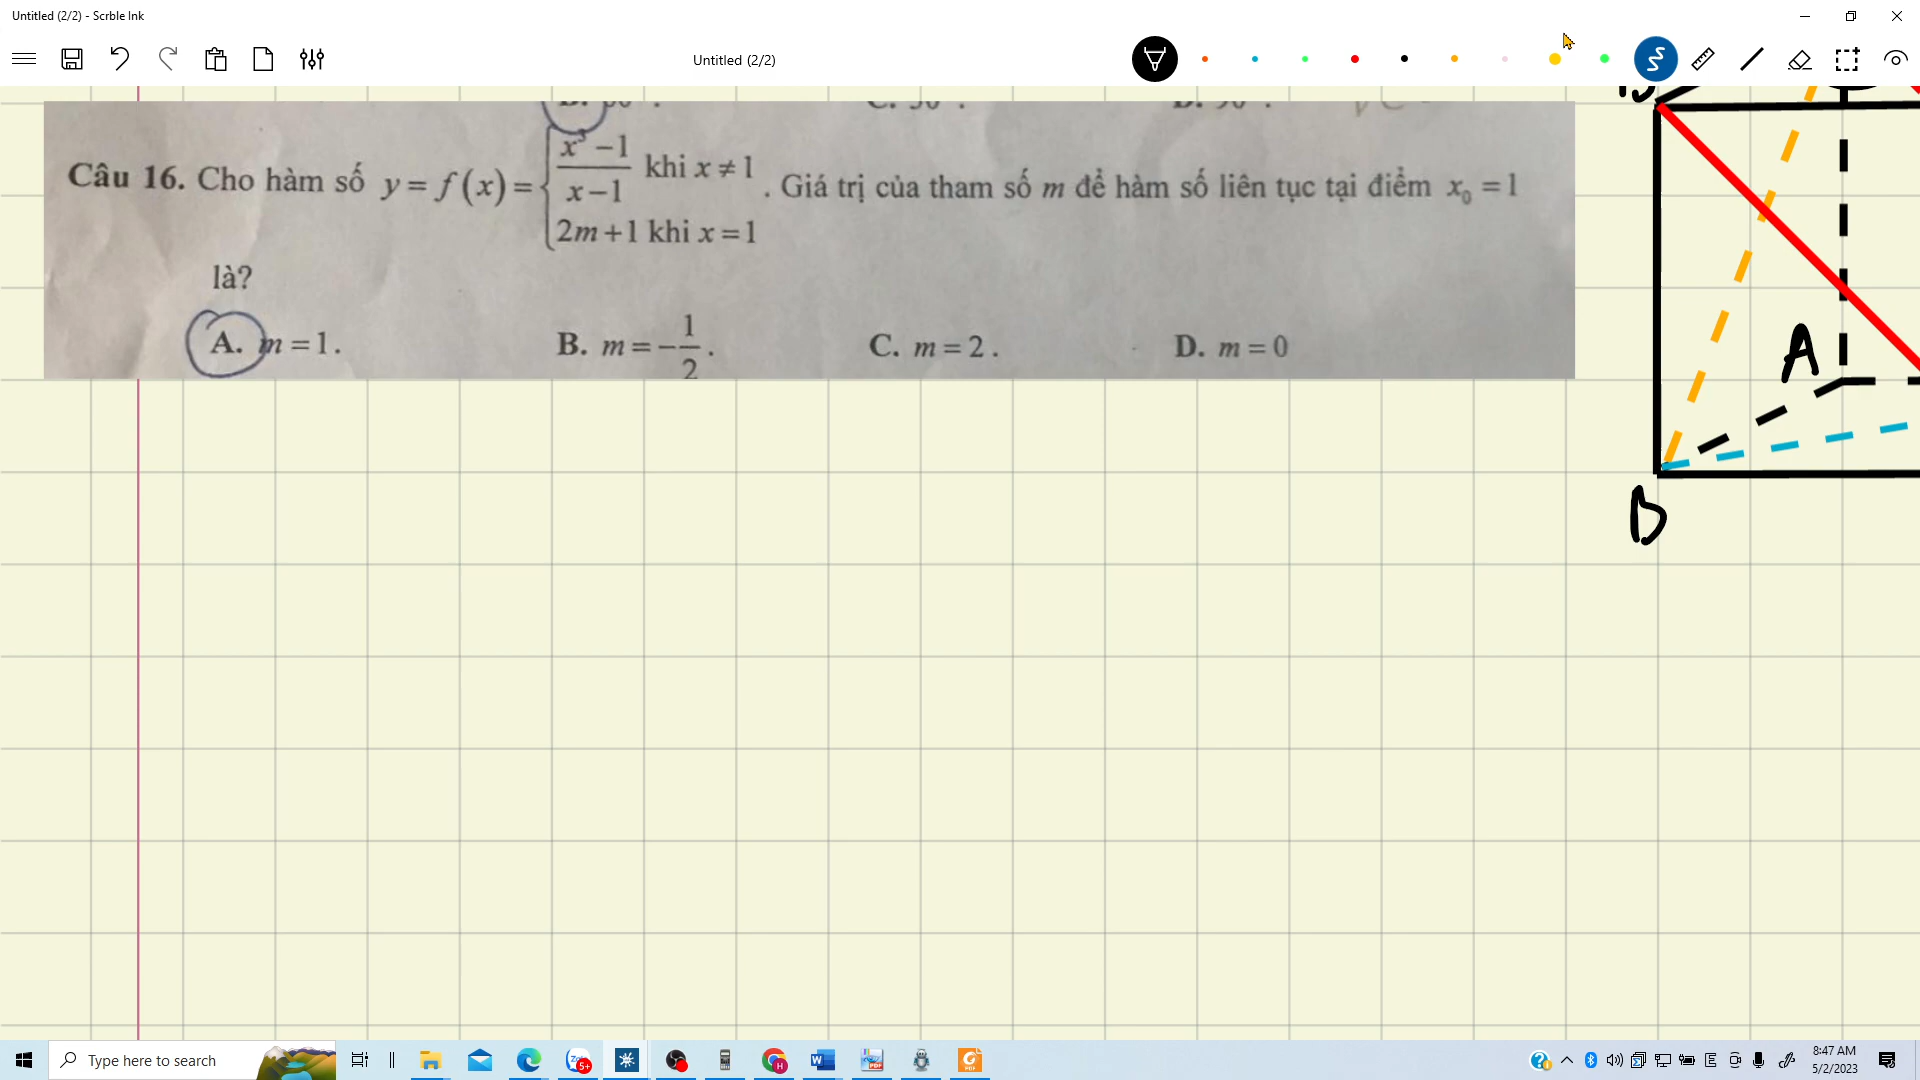 Untitled (2/2) - Scrble Ink
Untitled (2/2)
Câu 16. Cho hàm số y = f(x) = { (x³ − 1)/(x − 1) khi x ≠ 1; 2m + 1 khi x = 1 . Giá trị của tham số m để hàm số liên tục tại điểm x₀ = 1
là?
A. m = 1. B. m = −1/2. C. m = 2. D. m = 0
A
B
Type here to search
8:47 AM
5/2/2023